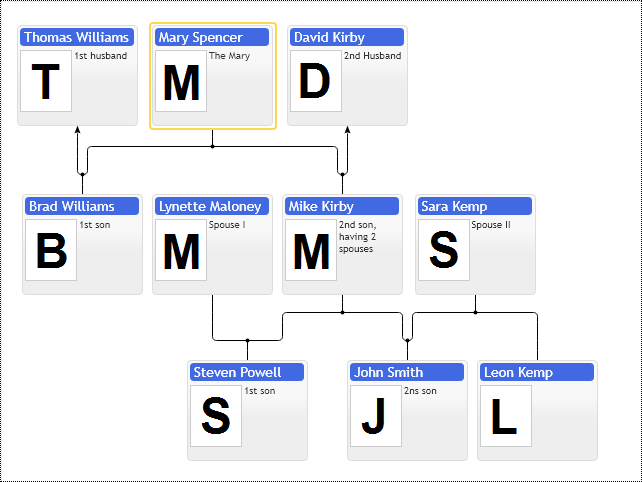 Thomas Williams
1st husband
T
Mary Spencer
The Mary
M
David Kirby
2nd Husband
D
Brad Williams
1st son
B
Lynette Maloney
Spouse I
M
Mike Kirby
2nd son,
having 2
spouses
M
Sara Kemp
Spouse II
S
Steven Powell
1st son
S
John Smith
2ns son
J
Leon Kemp
L